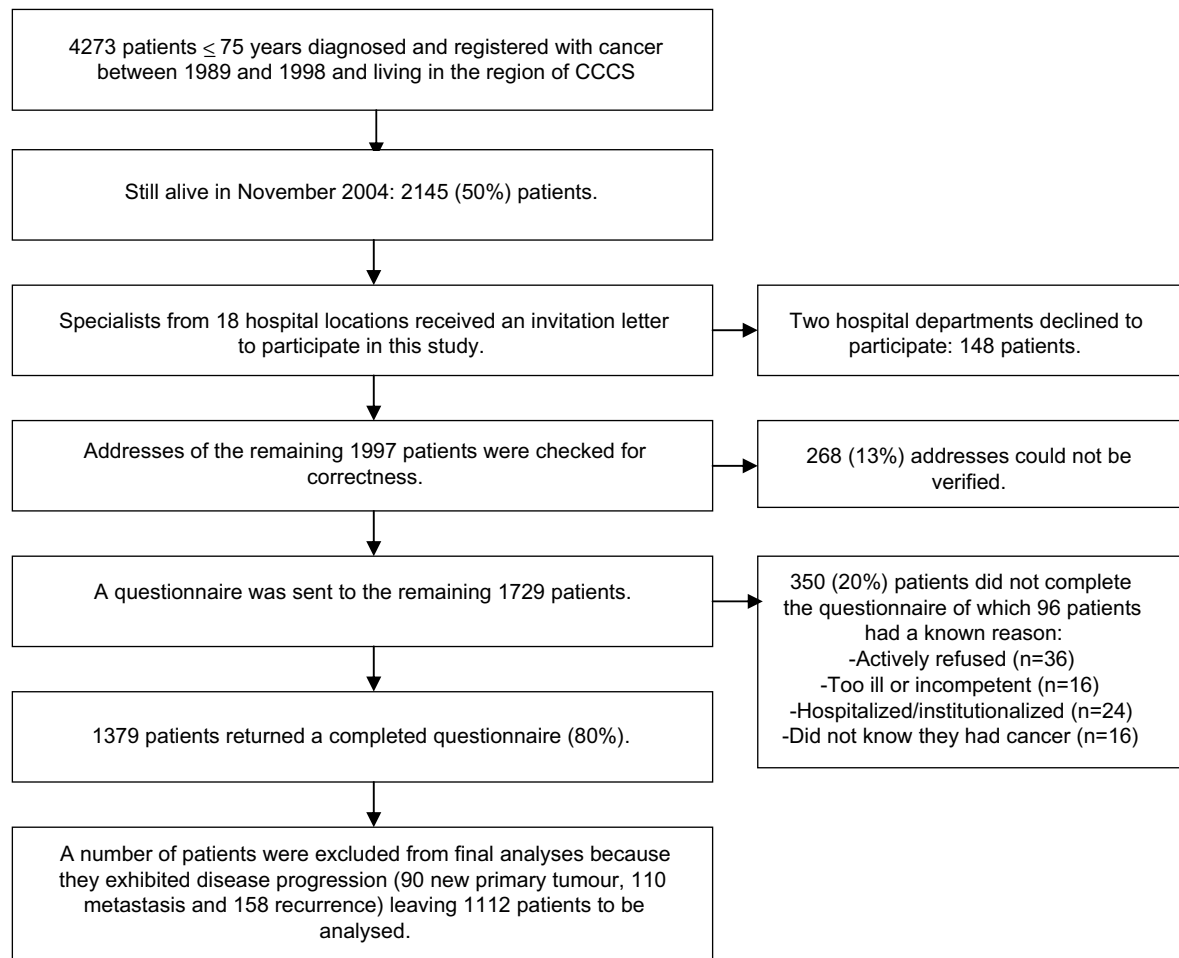 4273 patients ≤ 75 years diagnosed and registered with cancer
between 1989 and 1998 and living in the region of CCCS
Still alive in November 2004: 2145 (50%) patients.
Specialists from 18 hospital locations received an invitation letter
to participate in this study.
Two hospital departments declined to
participate: 148 patients.
Addresses of the remaining 1997 patients were checked for
correctness.
268 (13%) addresses could not be
verified.
A questionnaire was sent to the remaining 1729 patients.
350 (20%) patients did not complete
the questionnaire of which 96 patients
had a known reason:
-Actively refused (n=36)
-Too ill or incompetent (n=16)
-Hospitalized/institutionalized (n=24)
-Did not know they had cancer (n=16)
1379 patients returned a completed questionnaire (80%).
A number of patients were excluded from final analyses because
they exhibited disease progression (90 new primary tumour, 110
metastasis and 158 recurrence) leaving 1112 patients to be
analysed.